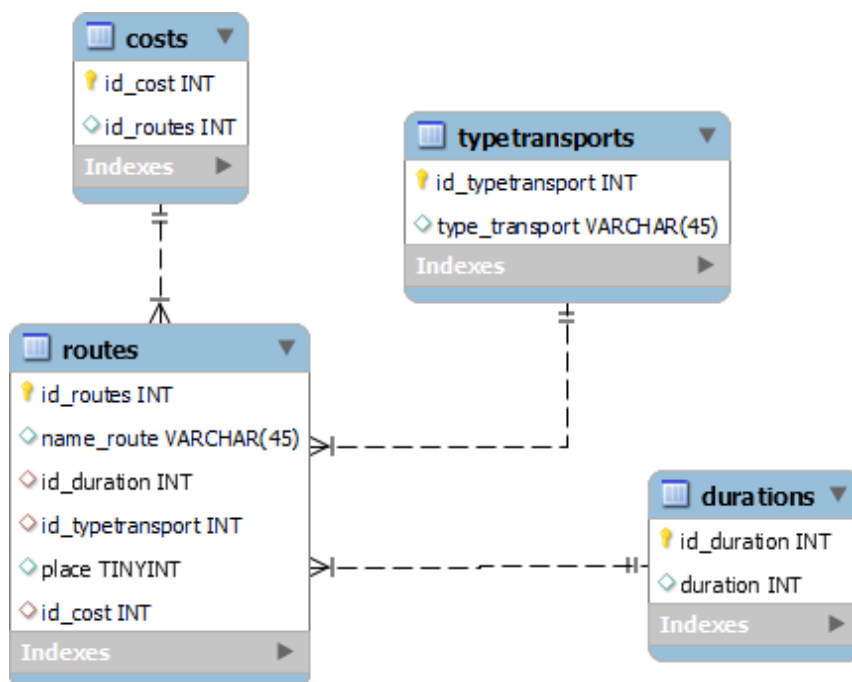 costs
id_cost INT
id_routes INT
Indexes
typetransports
id_typetransport INT
type_transport VARCHAR(45)
Indexes
routes
id_routes INT
name_route VARCHAR(45)
id_duration INT
id_typetransport INT
place TINYINT
id_cost INT
Indexes
durations
id_duration INT
duration INT
Indexes